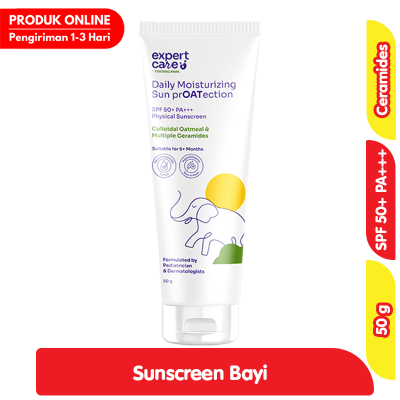 PRODUK ONLINE
Pengiriman 1-3 Hari
expert
care
Daily Moisturizing
Sun prOATection
SPF 50+ PA+++
Physical Sunscreen
Colloidal Oatmeal &
Multiple Ceramides
Suitable for 6+ Months
Formulated by
Pediatrician
& Dermatologists
50 g
Ceramides
SPF 50+ PA+++
50 g
Sunscreen Bayi